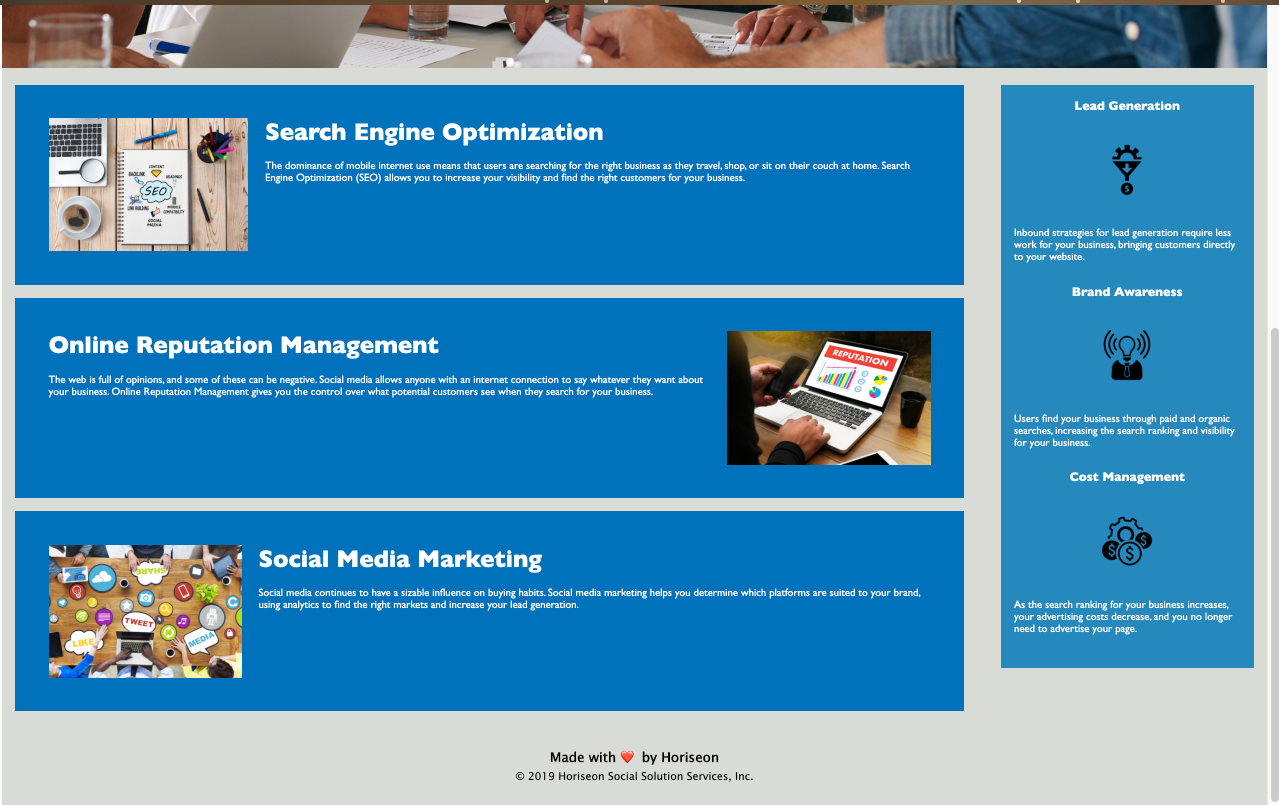 Search Engine Optimization
The dominance of mobile internet use means that users are searching for the right business as they travel, shop, or sit on their couch at home. Search
Engine Optimization (SEO) allows you to increase your visibility and find the right customers for your business.
CONTENT
BACKLINK
HEADINGS
SEO
LINK BUILDING
MOBILE
COMPATIBILITY
SOCIAL
MEDIA
Online Reputation Management
The web is full of opinions, and some of these can be negative. Social media allows anyone with an internet connection to say whatever they want about
your business. Online Reputation Management gives you the control over what potential customers see when they search for your business.
REPUTATION
Social Media Marketing
Social media continues to have a sizable influence on buying habits. Social media marketing helps you determine which platforms are suited to your brand,
using analytics to find the right markets and increase your lead generation.
SHARE
TWEET
LIKE
MEDIA
Lead Generation
$
Inbound strategies for lead generation require less
work for your business, bringing customers directly
to your website.
Brand Awareness
Users find your business through paid and organic
searches, increasing the search ranking and visibility
for your business.
Cost Management
$ $ $
As the search ranking for your business increases,
your advertising costs decrease, and you no longer
need to advertise your page.
Made with ❤️ by Horiseon
© 2019 Horiseon Social Solution Services, Inc.